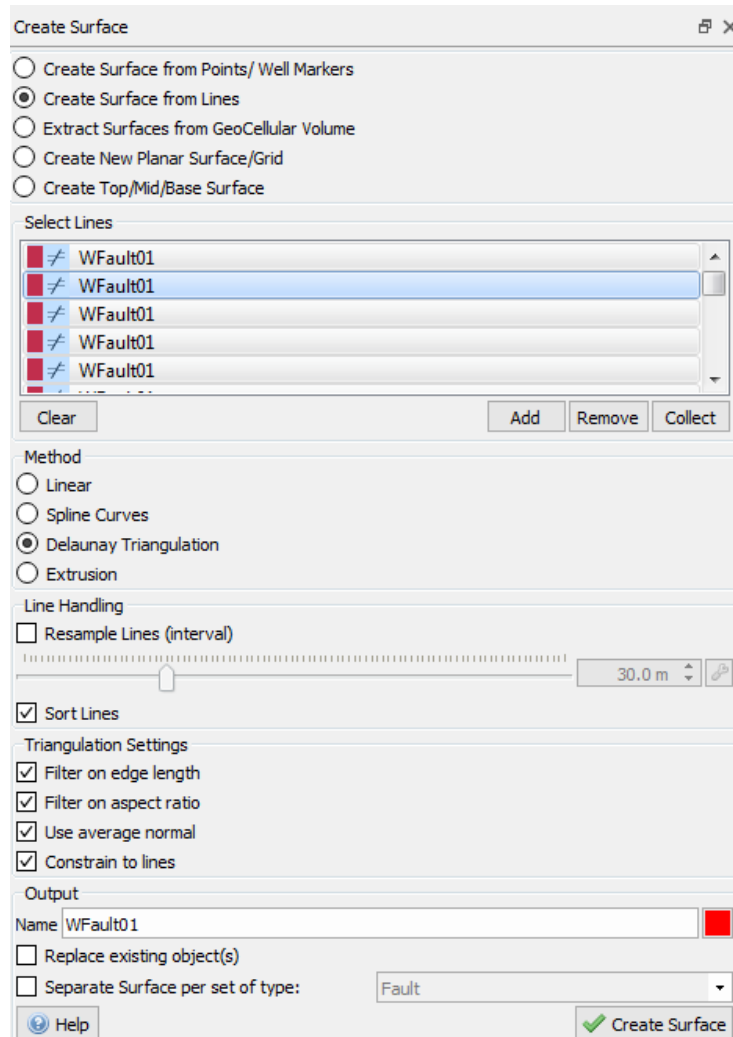 Create Surface
Create Surface from Points/ Well Markers
Create Surface from Lines
Extract Surfaces from GeoCellular Volume
Create New Planar Surface/Grid
Create Top/Mid/Base Surface
Select Lines
WFault01
WFault01
WFault01
WFault01
WFault01
Clear Add Remove Collect
Method
Linear
Spline Curves
Delaunay Triangulation
Extrusion
Line Handling
Resample Lines (interval)
30.0 m
Sort Lines
Triangulation Settings
Filter on edge length
Filter on aspect ratio
Use average normal
Constrain to lines
Output
Name WFault01
Replace existing object(s)
Separate Surface per set of type: Fault
Help Create Surface